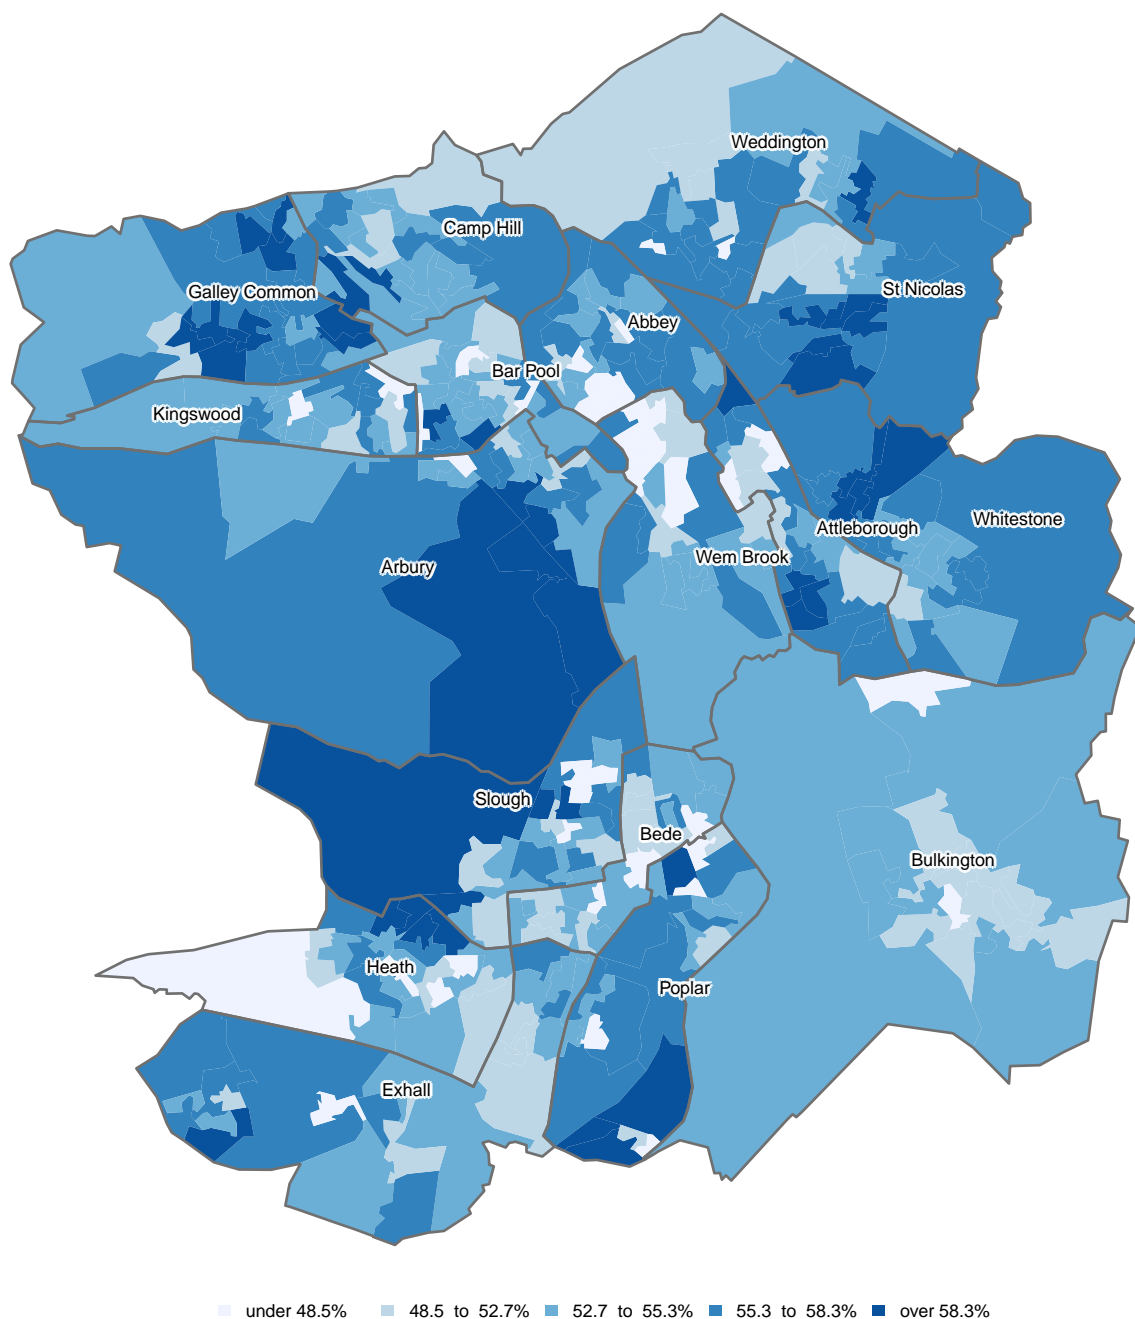 Weddington
Camp Hill
St Nicolas
Galley Common
Abbey
Bar Pool
Kingswood
Whitestone
Attleborough
Wem Brook
Arbury
Slough
Bede
Bulkington
Heath
Poplar
Exhall
under 48.5% 48.5 to 52.7% 52.7 to 55.3% 55.3 to 58.3% over 58.3%